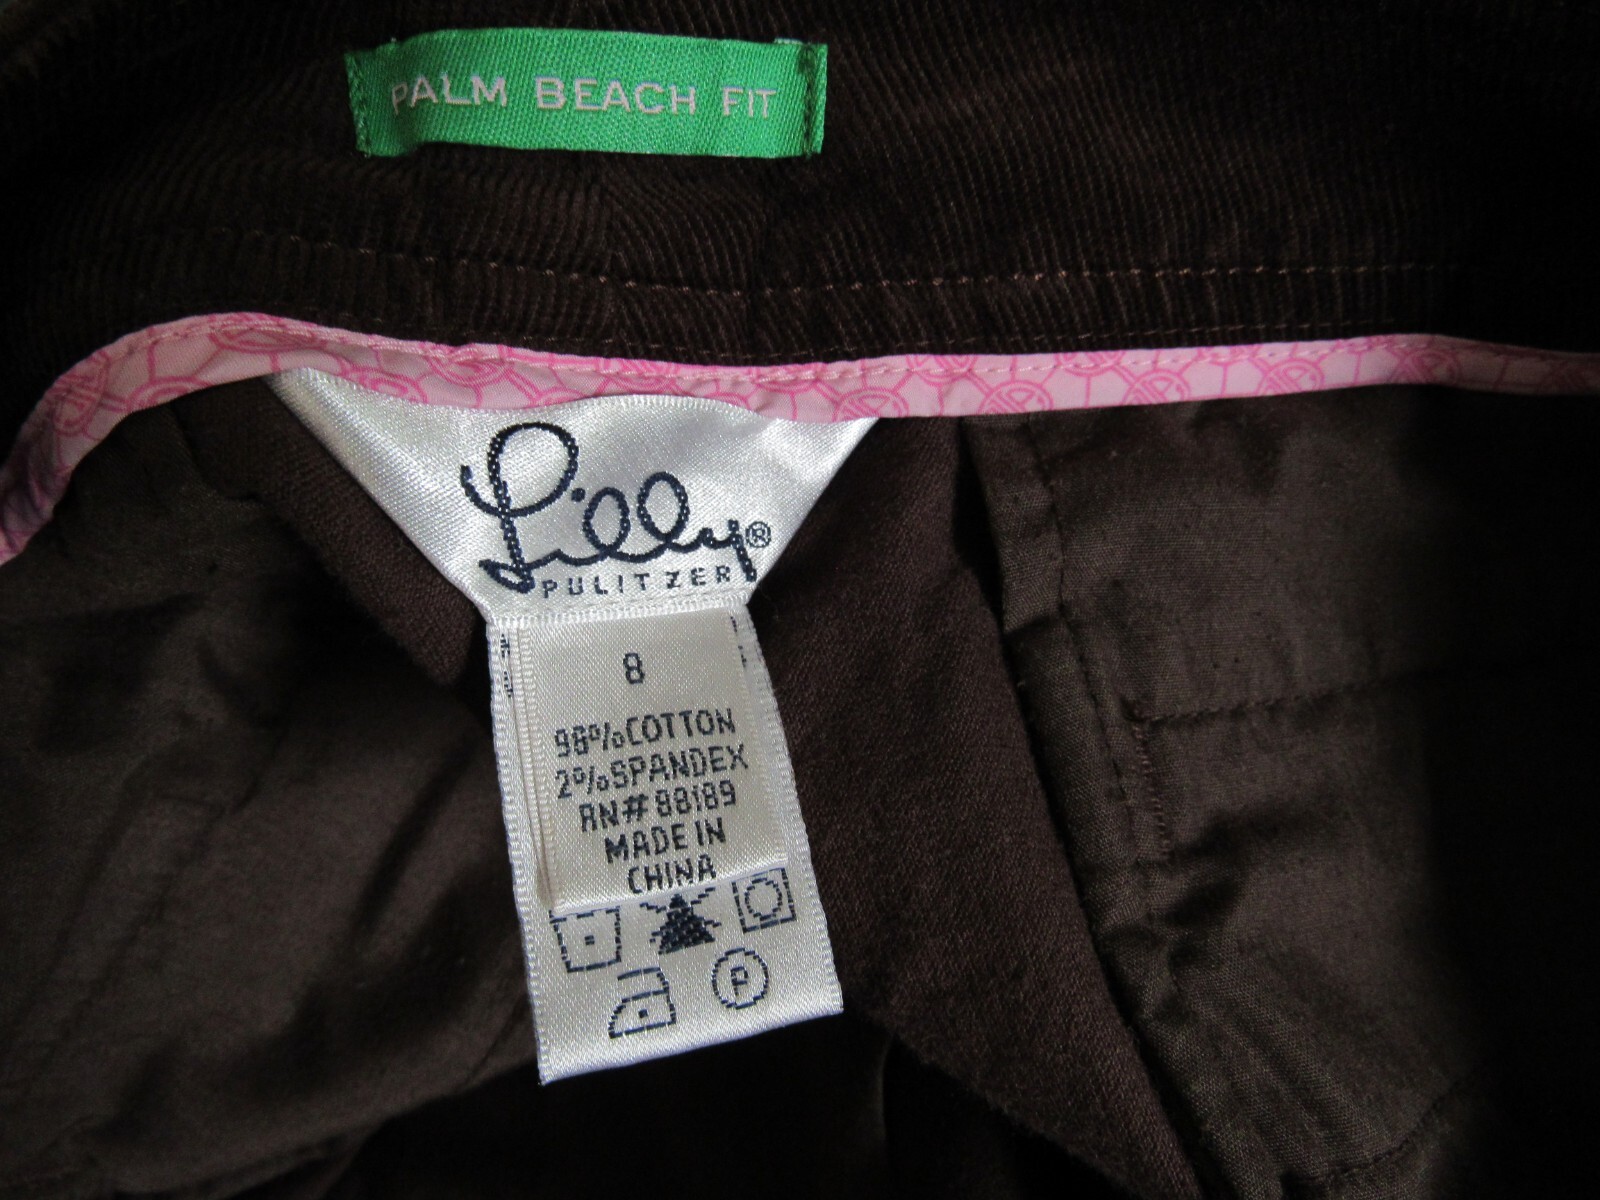 PALM BEACH FIT
Lilly®
PULITZER
8
98%COTTON
2%SPANDEX
RN# 88189
MADE IN
CHINA
P